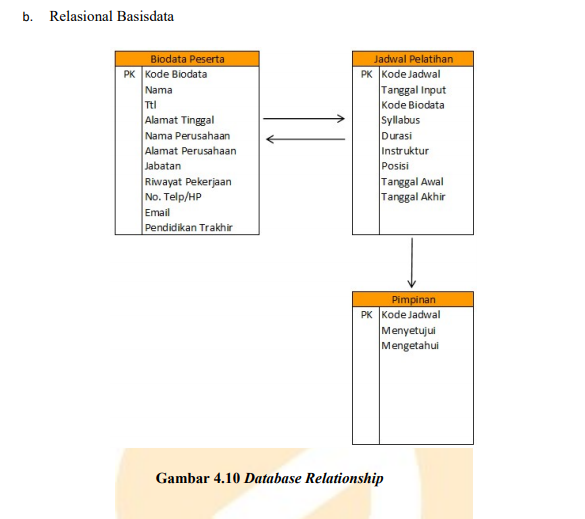 b. Relasional Basisdata
Biodata Peserta
PK Kode Biodata
Nama
Ttl
Alamat Tinggal
Nama Perusahaan
Alamat Perusahaan
Jabatan
Riwayat Pekerjaan
No. Telp/HP
Email
Pendidikan Trakhir
Jadwal Pelatihan
PK Kode Jadwal
Tanggal Input
Kode Biodata
Syllabus
Durasi
Instruktur
Posisi
Tanggal Awal
Tanggal Akhir
Pimpinan
PK Kode Jadwal
Menyetujui
Mengetahui
Gambar 4.10 Database Relationship